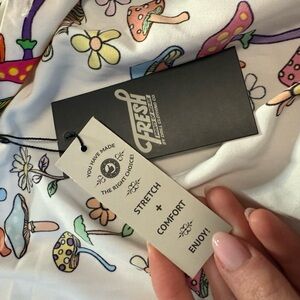 FRESH
YOU HAVE MADE
THE RIGHT CHOICE!
STRETCH
+
COMFORT
ENJOY!